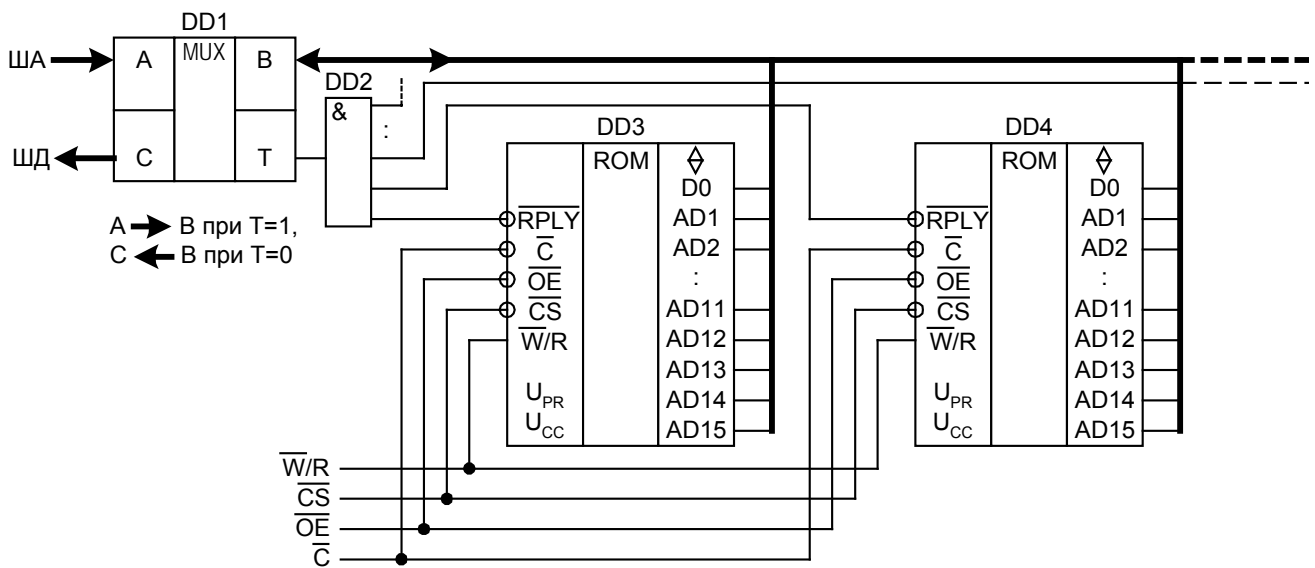 DD1
ША
A
MUX
B
ШД
C
T
A В при T=1,
C В при T=0
DD2
&
:
DD3
ROM
D0
RPLY
AD1
C
AD2
OE
:
CS
AD11
W/R
AD12
AD13
UPR
AD14
UCC
AD15
DD4
ROM
D0
RPLY
AD1
C
AD2
OE
:
CS
AD11
W/R
AD12
AD13
UPR
AD14
UCC
AD15
W/R
CS
OE
C